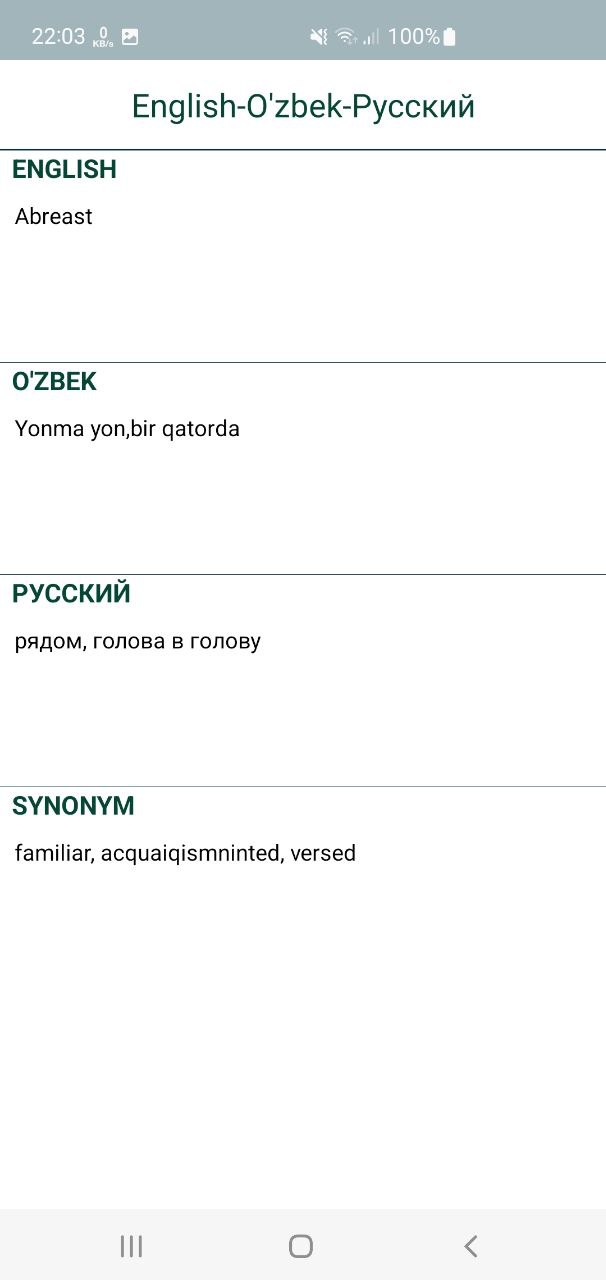 22:03 0 KB/s 100%
English-O'zbek-Русский
ENGLISH
Abreast
O'ZBEK
Yonma yon,bir qatorda
РУССКИЙ
рядом, голова в голову
SYNONYM
familiar, acquaiqismninted, versed